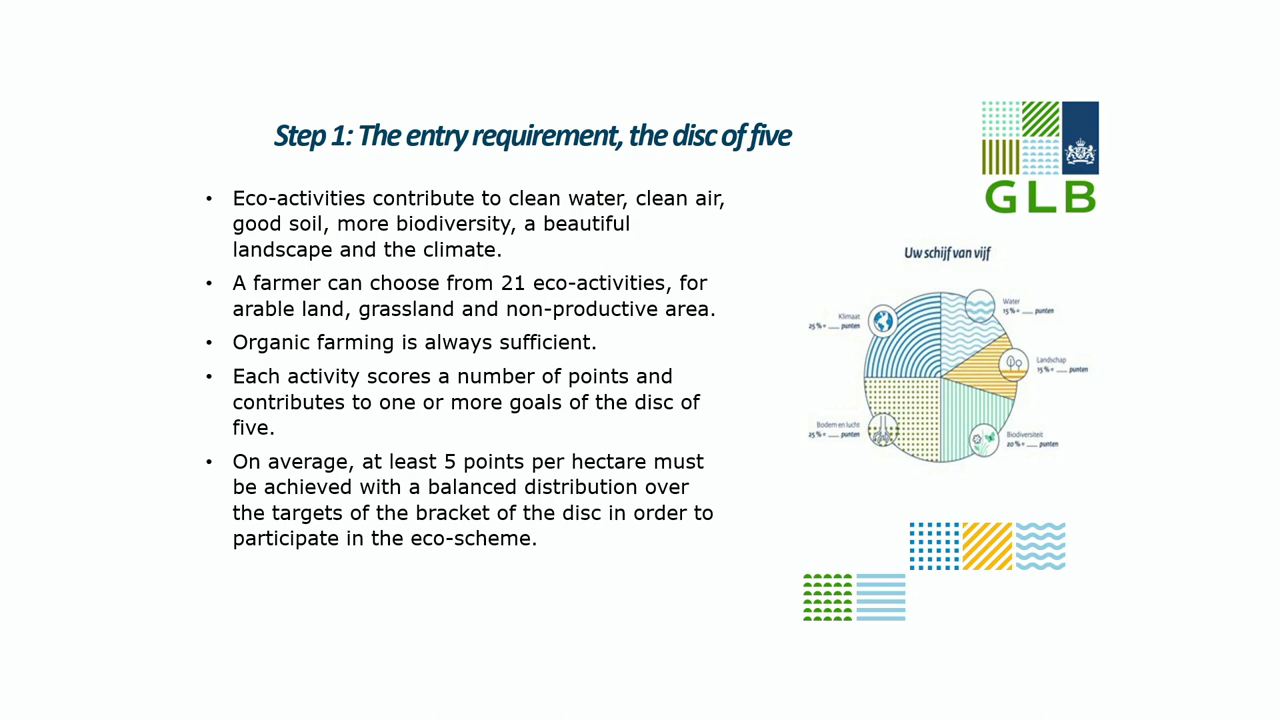 Step 1: The entry requirement, the disc of five
• Eco-activities contribute to clean water, clean air,
good soil, more biodiversity, a beautiful
landscape and the climate.
• A farmer can choose from 21 eco-activities, for
arable land, grassland and non-productive area.
• Organic farming is always sufficient.
• Each activity scores a number of points and
contributes to one or more goals of the disc of
five.
• On average, at least 5 points per hectare must
be achieved with a balanced distribution over
the targets of the bracket of the disc in order to
participate in the eco-scheme.
GLB
Uw schijf van vijf
Water
15 % = ___ punten
Klimaat
25 % = ___ punten
Landschap
15 % = ___ punten
Bodem en lucht
25 % = ___ punten
Biodiversiteit
20 % = ___ punten